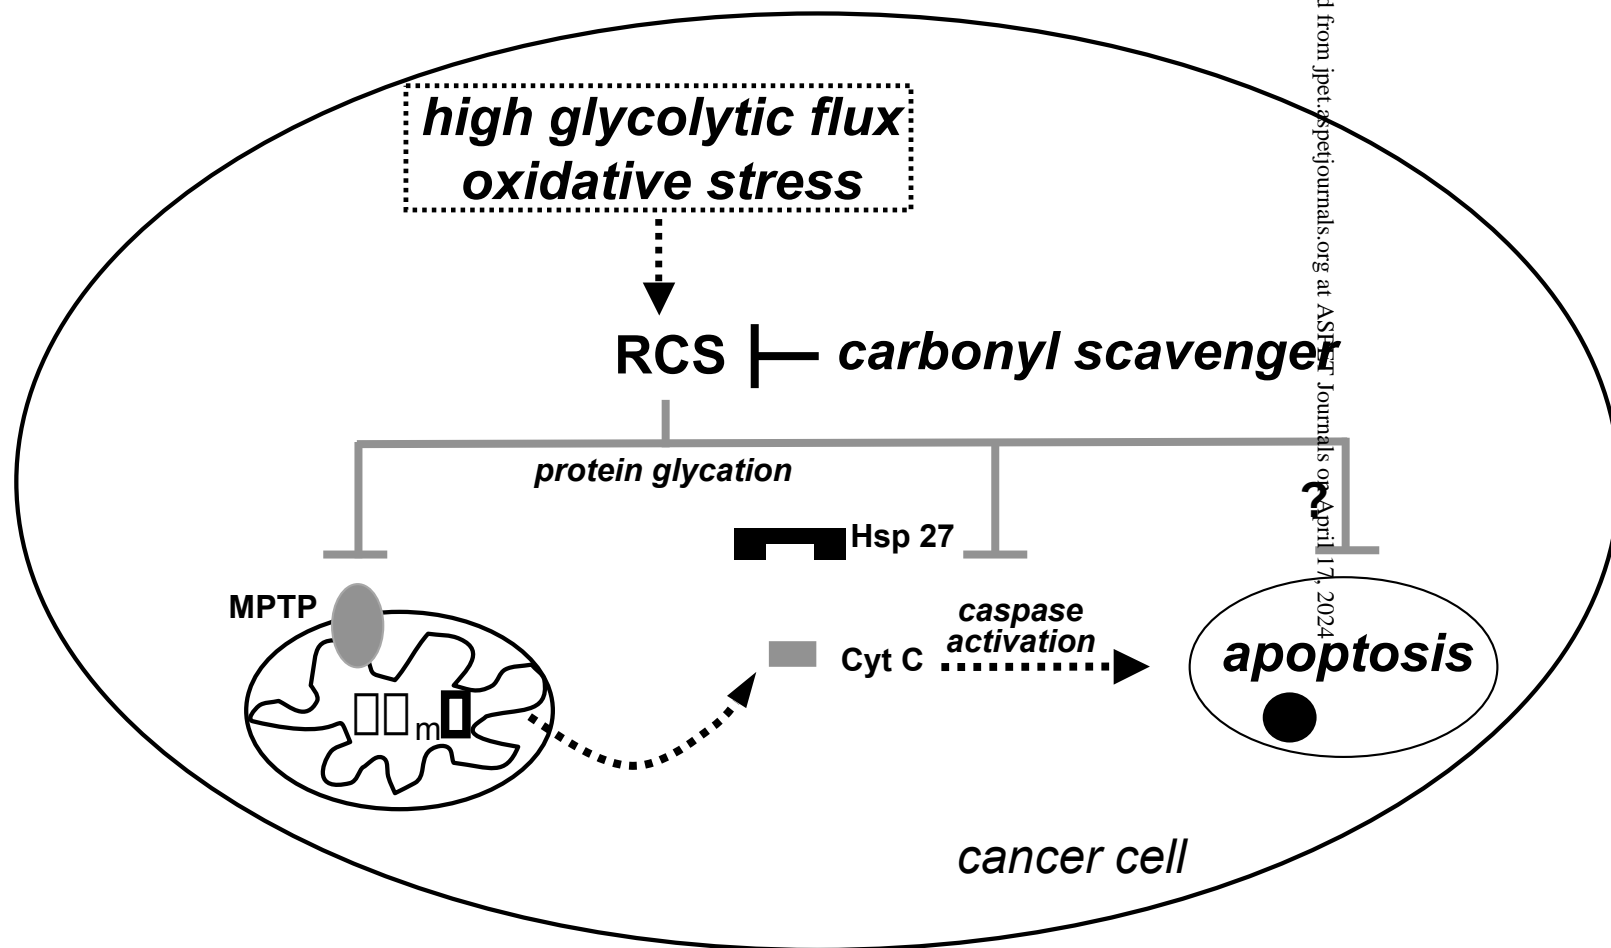 high glycolytic flux
oxidative stress
RCS
carbonyl scavenger
protein glycation
?
Hsp 27
MPTP
caspase
activation
Cyt C
apoptosis
m
cancer cell
d from jpet.aspetjournals.org at ASPET Journals on April 17, 2024